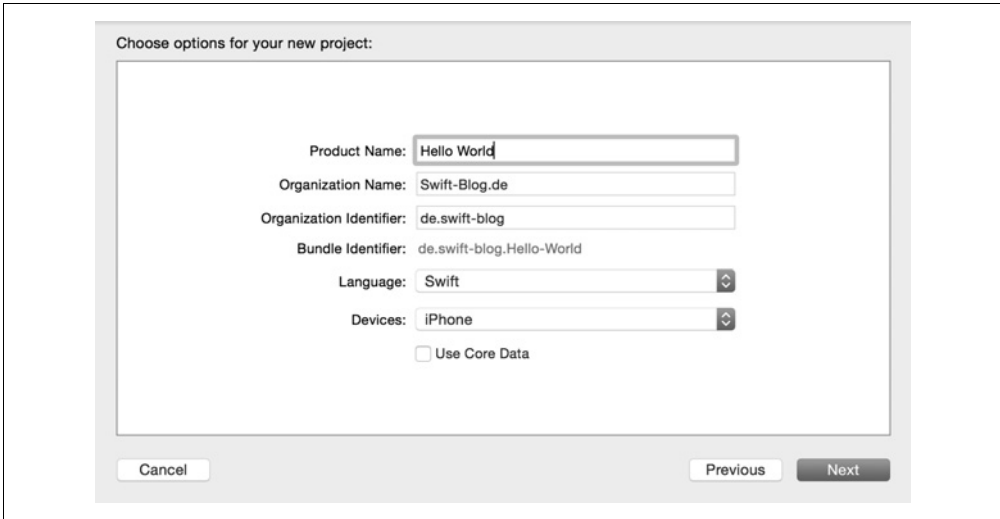 Choose options for your new project:
Product Name: Hello World
Organization Name: Swift-Blog.de
Organization Identifier: de.swift-blog
Bundle Identifier: de.swift-blog.Hello-World
Language: Swift
Devices: iPhone
Use Core Data
Cancel Previous Next